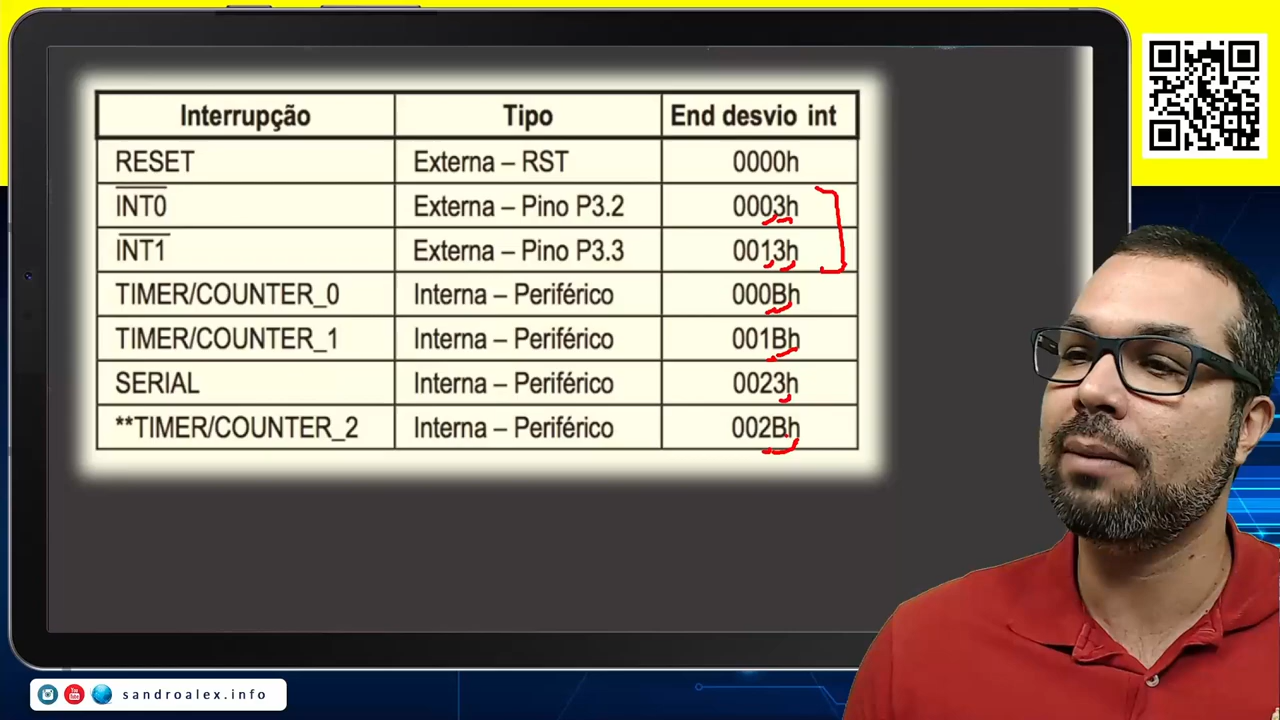 Interrupção Tipo End desvio int
RESET Externa – RST 0000h
INT0 Externa – Pino P3.2 0003h
INT1 Externa – Pino P3.3 0013h
TIMER/COUNTER_0 Interna – Periférico 000Bh
TIMER/COUNTER_1 Interna – Periférico 001Bh
SERIAL Interna – Periférico 0023h
**TIMER/COUNTER_2 Interna – Periférico 002Bh
sandroalex.info